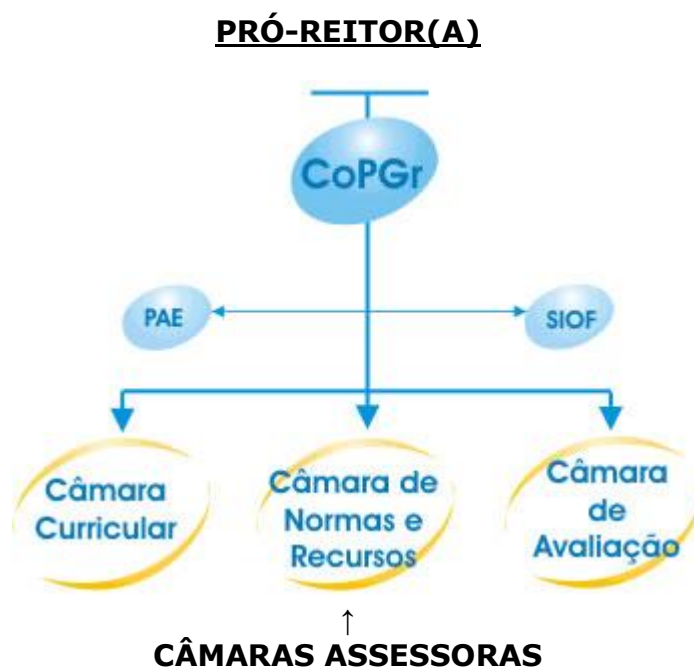 PRÓ-REITOR(A)
CoPGr
PAE
SIOF
Câmara
Curricular
Câmara de
Normas e
Recursos
Câmara
de
Avaliação
↑
CÂMARAS ASSESSORAS